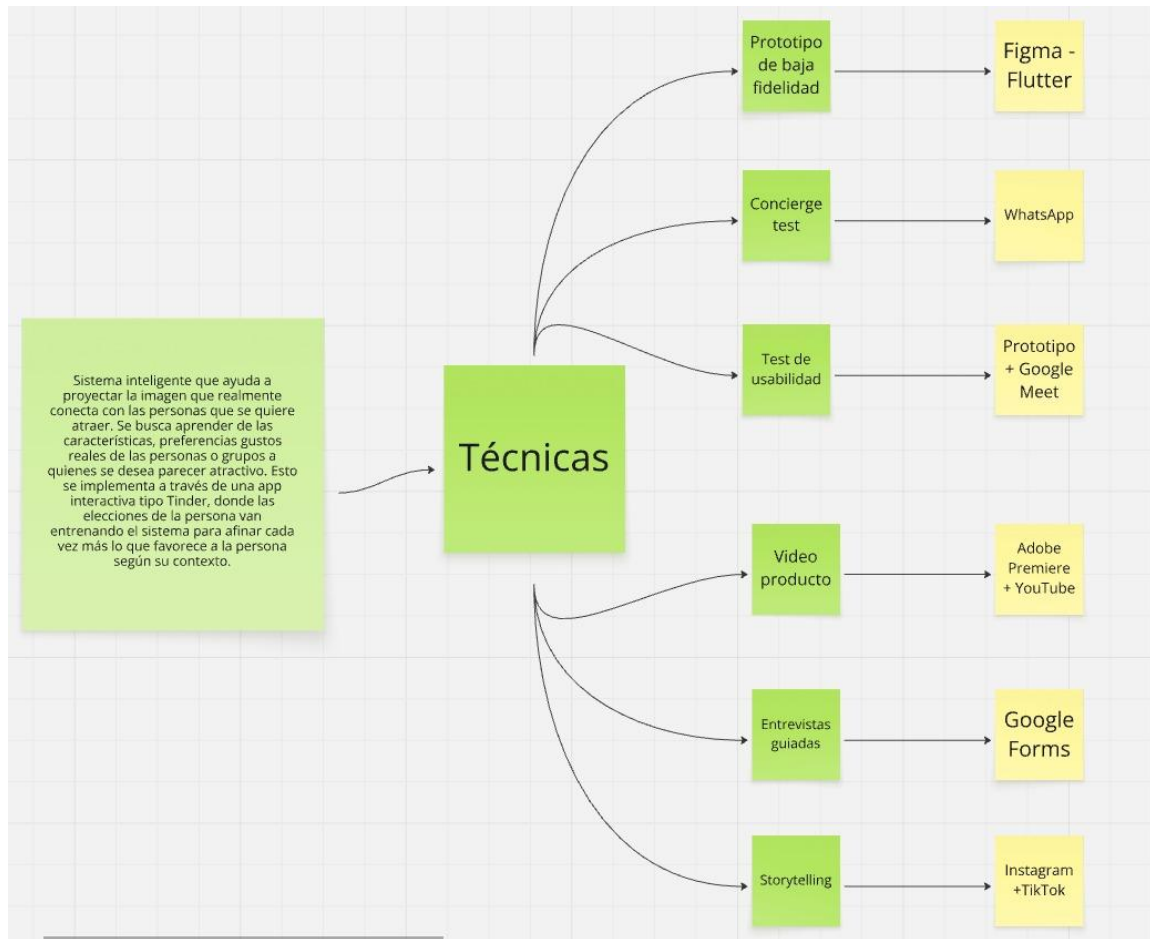 Prototipo
de baja
fidelidad
Figma -
Flutter
Concierge
test
WhatsApp
Test de
usabilidad
Prototipo
+ Google
Meet
Sistema inteligente que ayuda a
proyectar la imagen que realmente
conecta con las personas que se quiere
atraer. Se busca aprender de las
características, preferencias gustos
reales de las personas o grupos a
quienes se desea parecer atractivo. Esto
se implementa a través de una app
interactiva tipo Tinder, donde las
elecciones de la persona van
entrenando el sistema para afinar cada
vez más lo que favorece a la persona
según su contexto.
Técnicas
Video
producto
Adobe
Premiere
+ YouTube
Entrevistas
guiadas
Google
Forms
Storytelling
Instagram
+TikTok